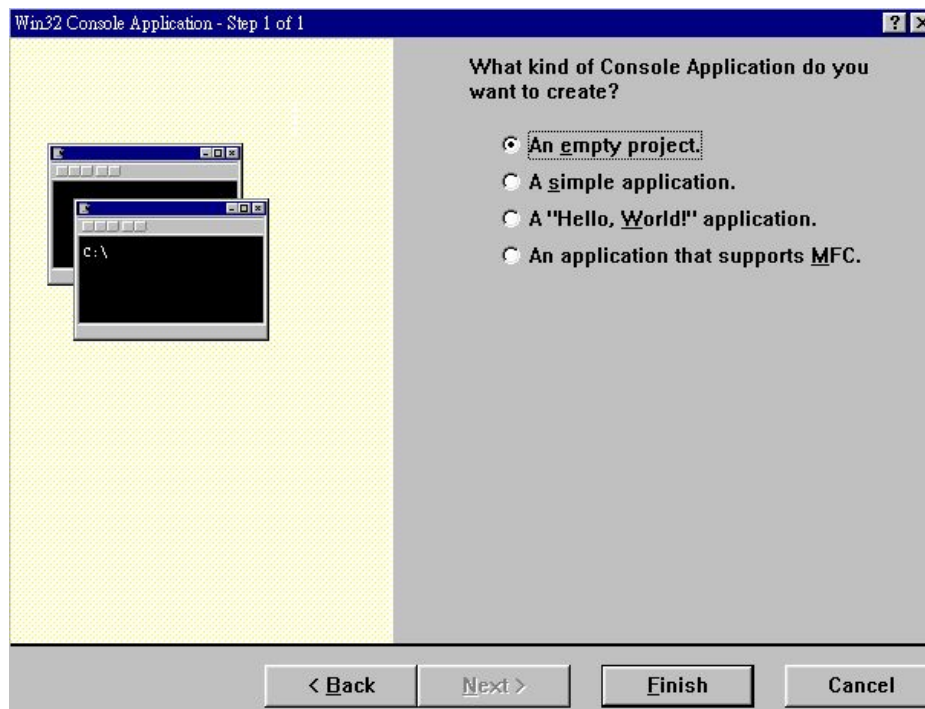 Win32 Console Application - Step 1 of 1
What kind of Console Application do you
want to create?
An empty project.
A simple application.
A "Hello, World!" application.
An application that supports MFC.
C:\
< Back
Next >
Finish
Cancel